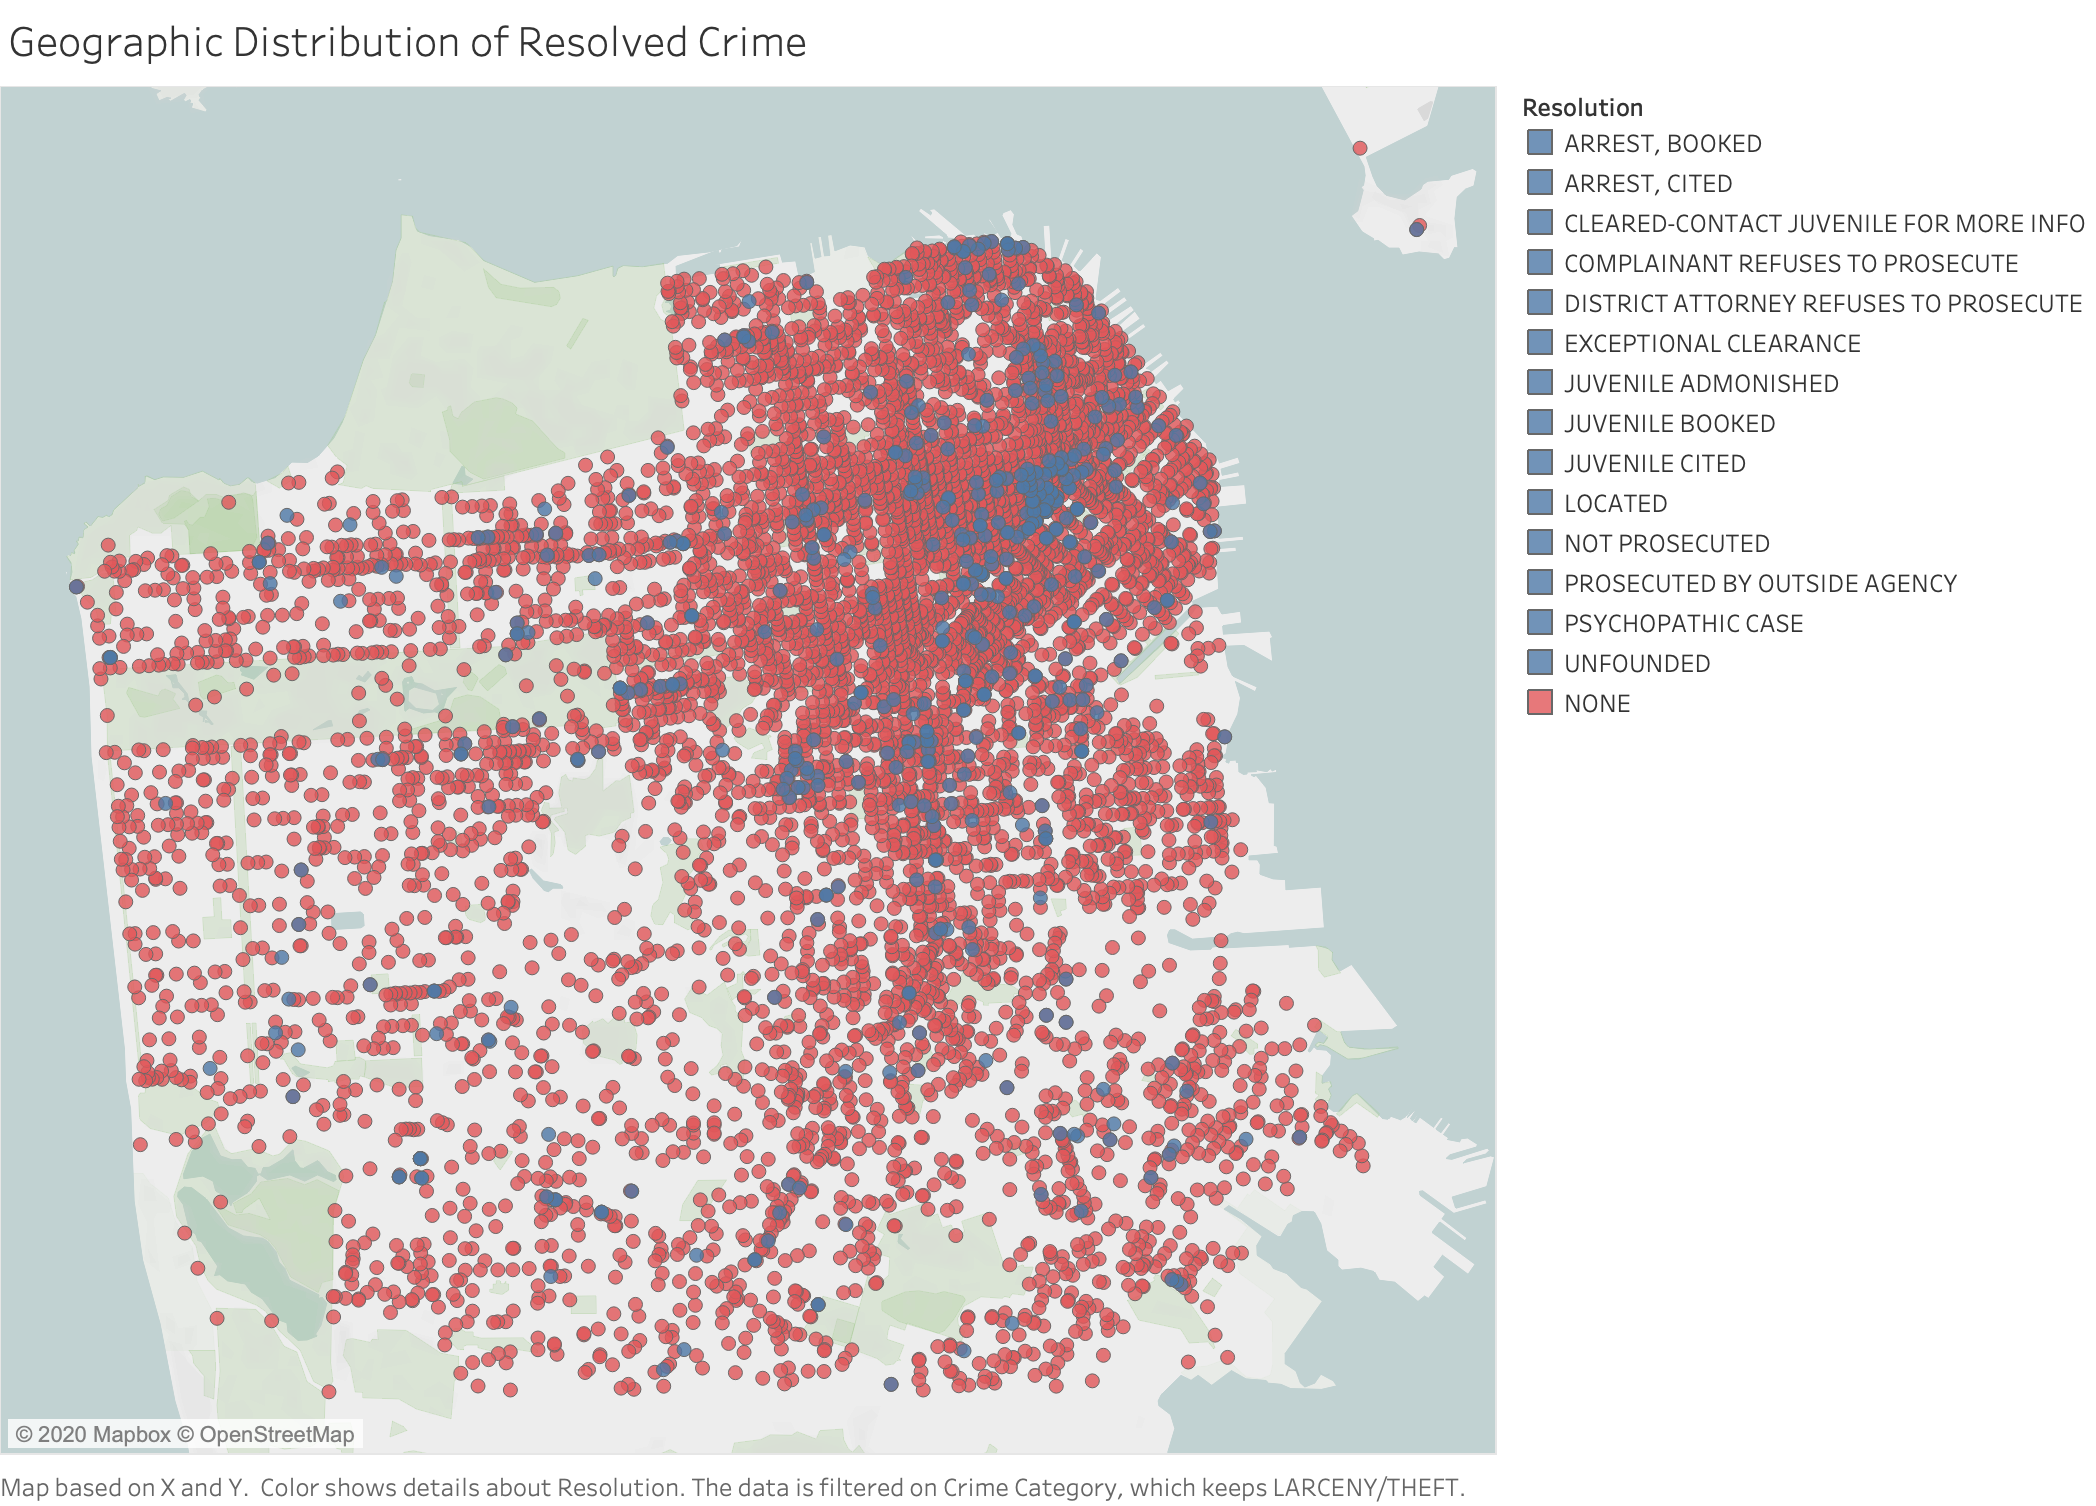 Geographic Distribution of Resolved Crime
Resolution
ARREST, BOOKED
ARREST, CITED
CLEARED-CONTACT JUVENILE FOR MORE INFO
COMPLAINANT REFUSES TO PROSECUTE
DISTRICT ATTORNEY REFUSES TO PROSECUTE
EXCEPTIONAL CLEARANCE
JUVENILE ADMONISHED
JUVENILE BOOKED
JUVENILE CITED
LOCATED
NOT PROSECUTED
PROSECUTED BY OUTSIDE AGENCY
PSYCHOPATHIC CASE
UNFOUNDED
NONE
© 2020 Mapbox © OpenStreetMap
Map based on X and Y.  Color shows details about Resolution. The data is filtered on Crime Category, which keeps LARCENY/THEFT.